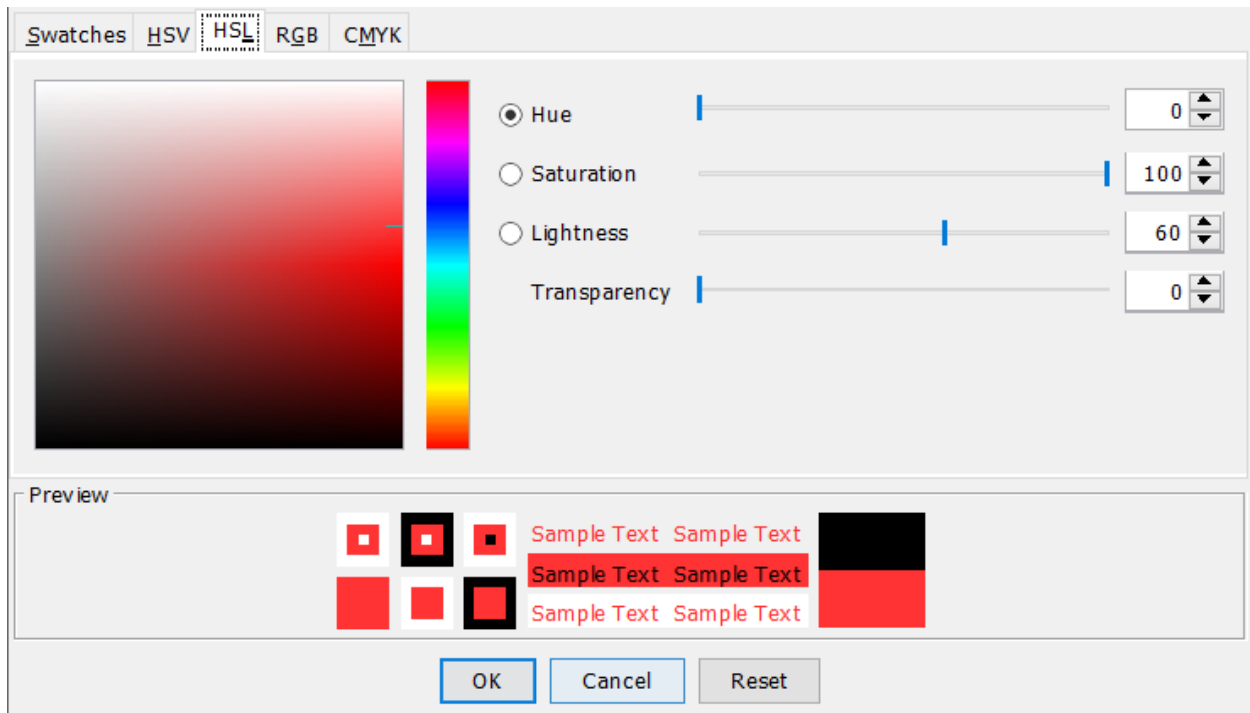 Swatches HSV HSL RGB CMYK
Hue 0
Saturation 100
Lightness 60
Transparency 0
Preview
Sample Text Sample Text
Sample Text Sample Text
Sample Text Sample Text
OK Cancel Reset